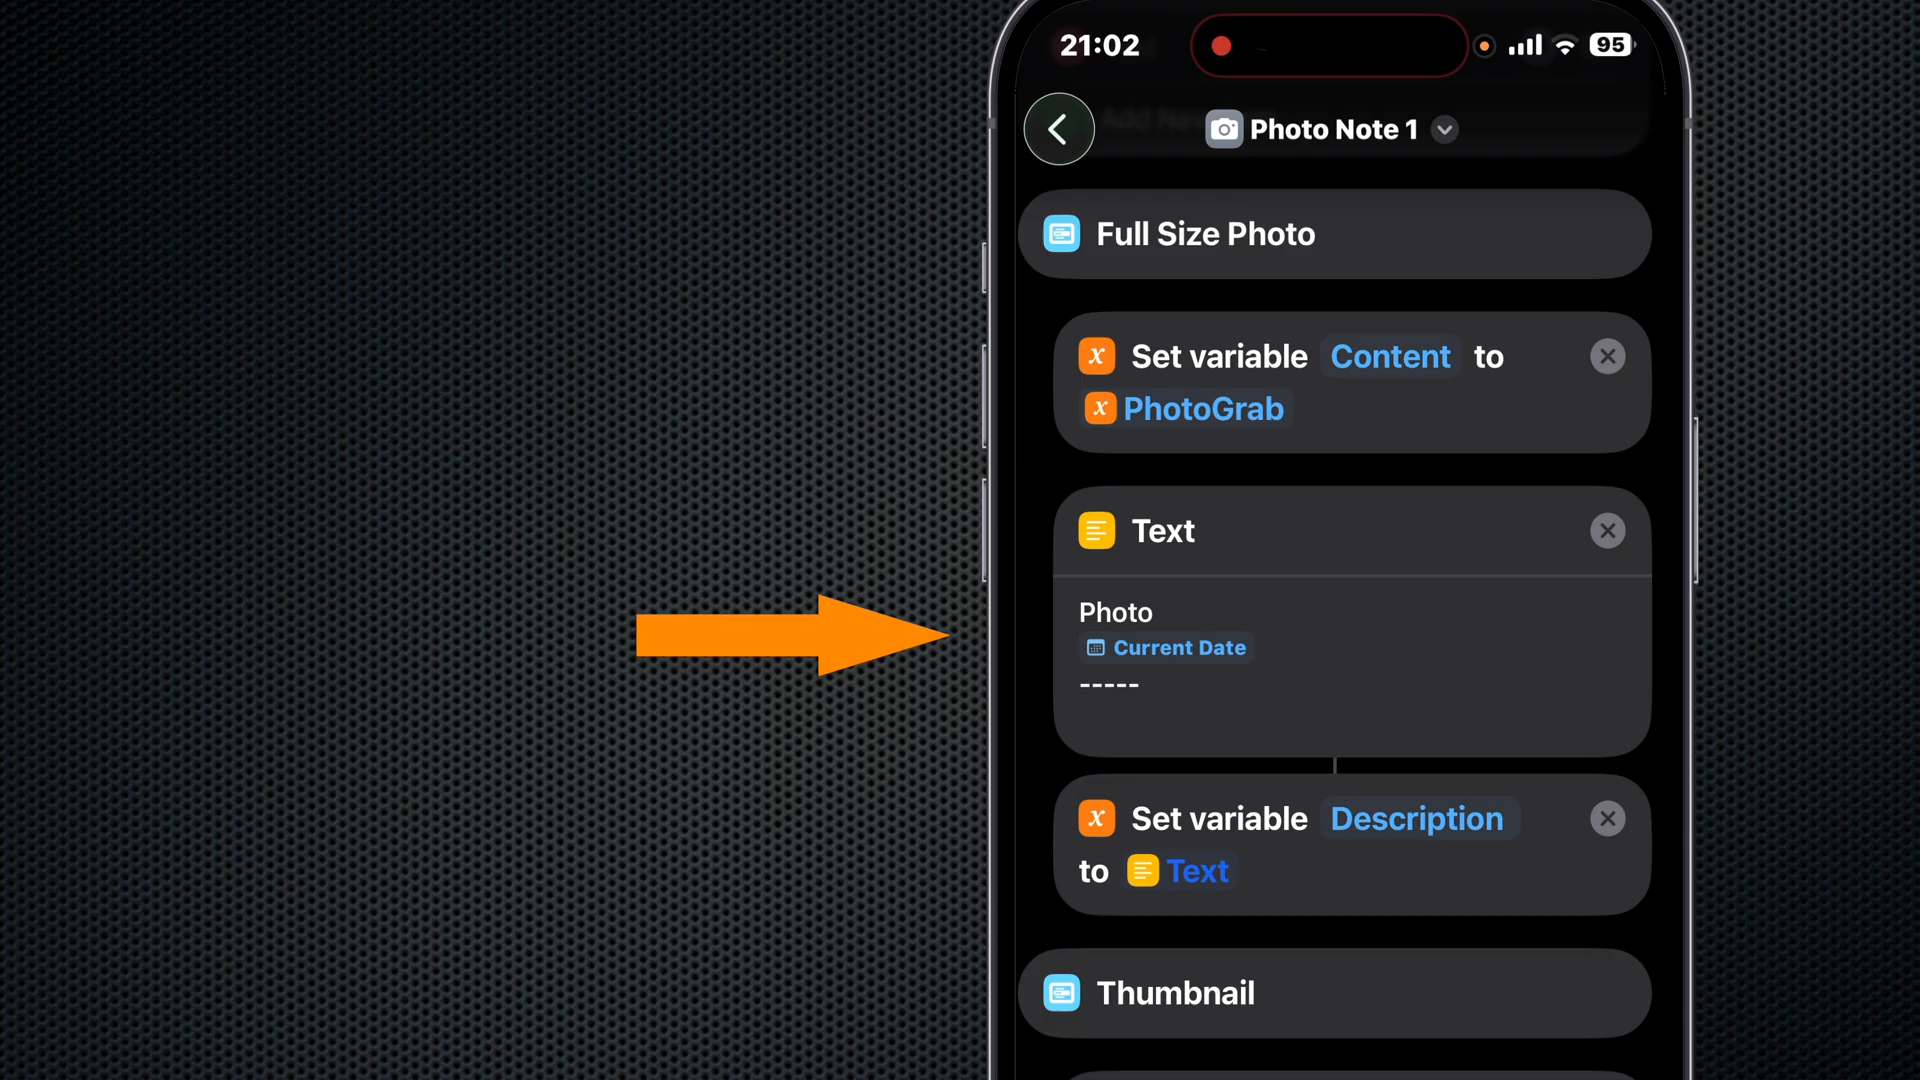 21:02
95
Photo Note 1
Full Size Photo
x Set variable Content to
x PhotoGrab
Text
Photo
Current Date
-----
x Set variable Description
to Text
Thumbnail